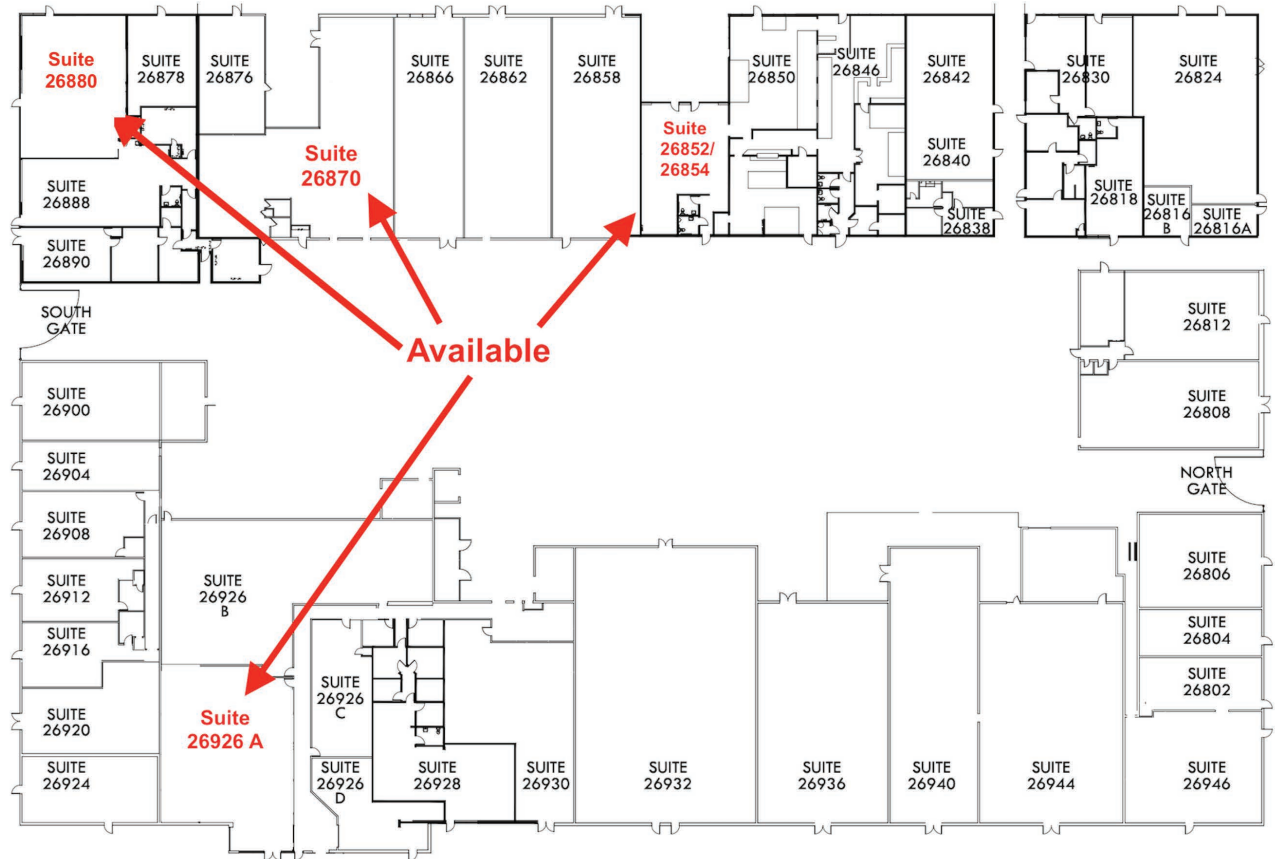 Suite
26880
SUITE
26878
SUITE
26876
SUITE
26866
SUITE
26862
SUITE
26858
SUITE
26850
SUITE
26846
SUITE
26842
SUITE
26830
SUITE
26824
Suite
26870
Suite
26852/
26854
SUITE
26840
SUITE
26888
SUITE
26838
SUITE
26818
SUITE
26816
B
SUITE
26816A
SUITE
26890
SOUTH
GATE
SUITE
26812
Available
SUITE
26808
SUITE
26900
SUITE
26904
NORTH
GATE
SUITE
26908
SUITE
26912
SUITE
26916
SUITE
26926
B
SUITE
26806
SUITE
26804
SUITE
26802
SUITE
26920
Suite
26926 A
SUITE
26926
C
SUITE
26924
SUITE
26926
D
SUITE
26928
SUITE
26930
SUITE
26932
SUITE
26936
SUITE
26940
SUITE
26944
SUITE
26946